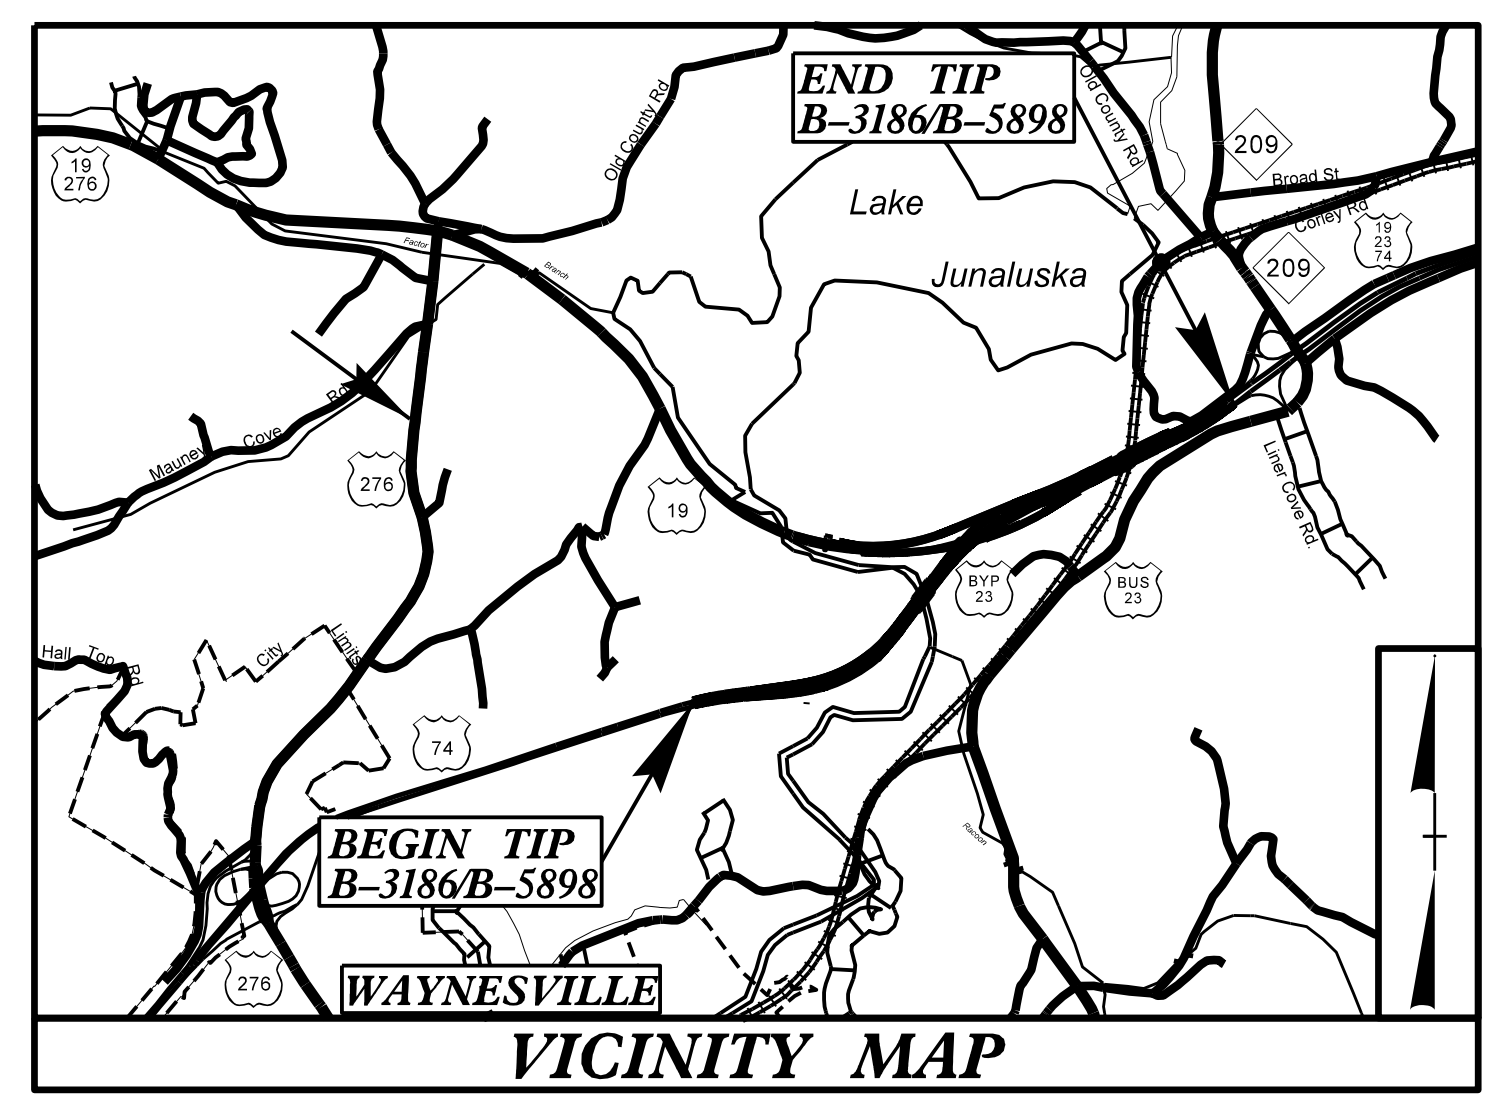 END TIP
B–3186/B–5898
Old County Rd
Old County Rd
209
19
276
Broad St
Lake
Corley Rd
19
23
74
Factor
Branch
Junaluska
209
Rd
Cove
Mauney
276
19
Liner Cove Rd.
BYP
23
BUS
23
Hall Top Rd
City Limits
74
BEGIN TIP
B–3186/B–5898
Racoon
276
WAYNESVILLE
VICINITY MAP